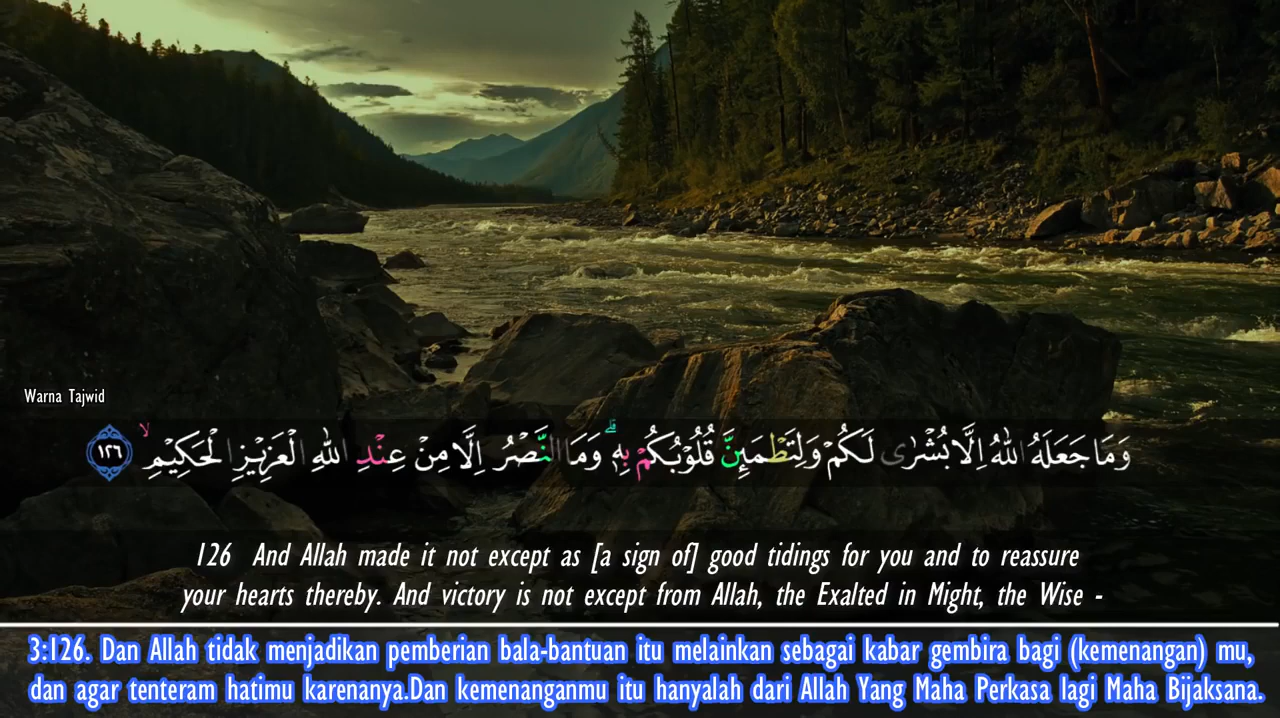 Warna Tajwid
وَمَا جَعَلَهُ اللّٰهُ اِلَّا بُشْرٰى لَكُمْ وَلِتَطْمَىِٕنَّ قُلُوْبُكُمْ بِهٖ ۗ وَمَا النَّصْرُ اِلَّا مِنْ عِنْدِ اللّٰهِ الْعَزِيْزِ الْحَكِيْمِۙ ١٢٦
126 And Allah made it not except as [a sign of] good tidings for you and to reassure
your hearts thereby. And victory is not except from Allah, the Exalted in Might, the Wise -
3:126. Dan Allah tidak menjadikan pemberian bala-bantuan itu melainkan sebagai kabar gembira bagi (kemenangan) mu,
dan agar tenteram hatimu karenanya.Dan kemenanganmu itu hanyalah dari Allah Yang Maha Perkasa lagi Maha Bijaksana.